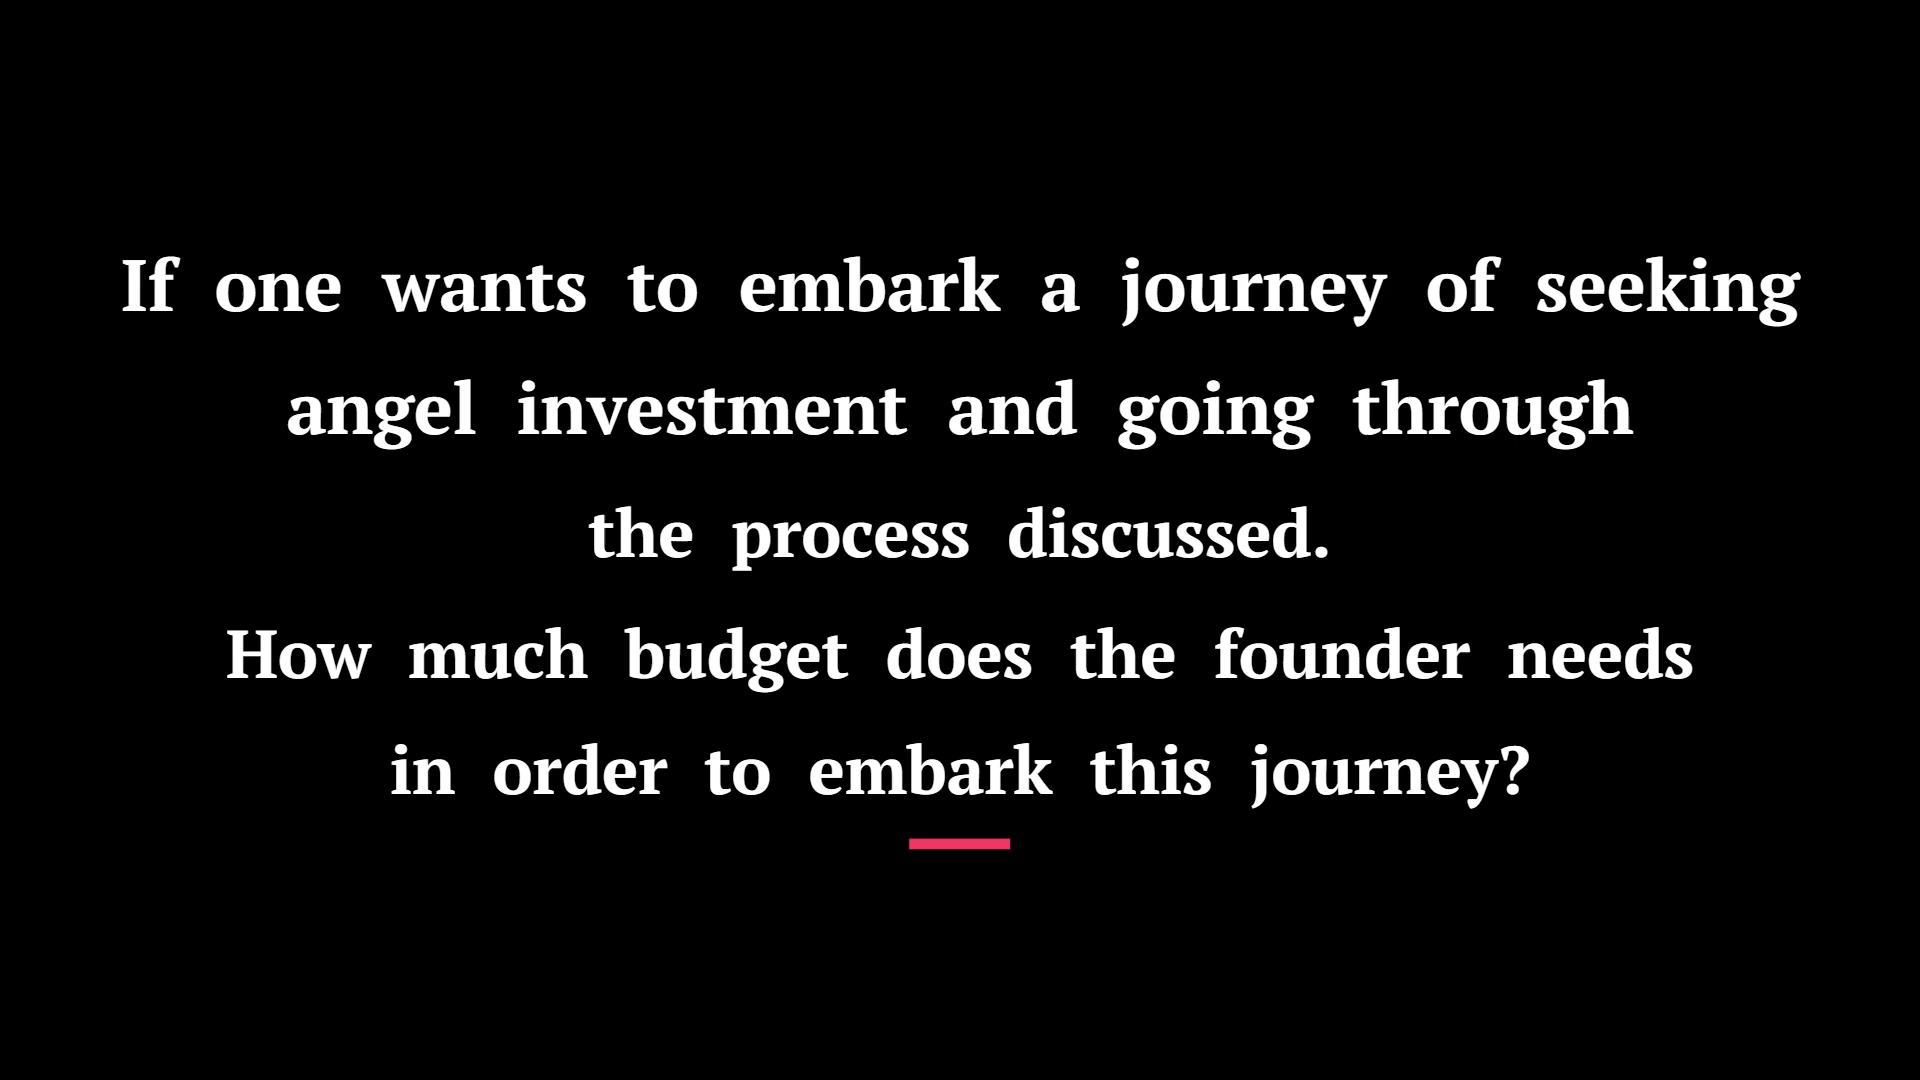 If one wants to embark a journey of seeking
angel investment and going through
the process discussed.
How much budget does the founder needs
in order to embark this journey?